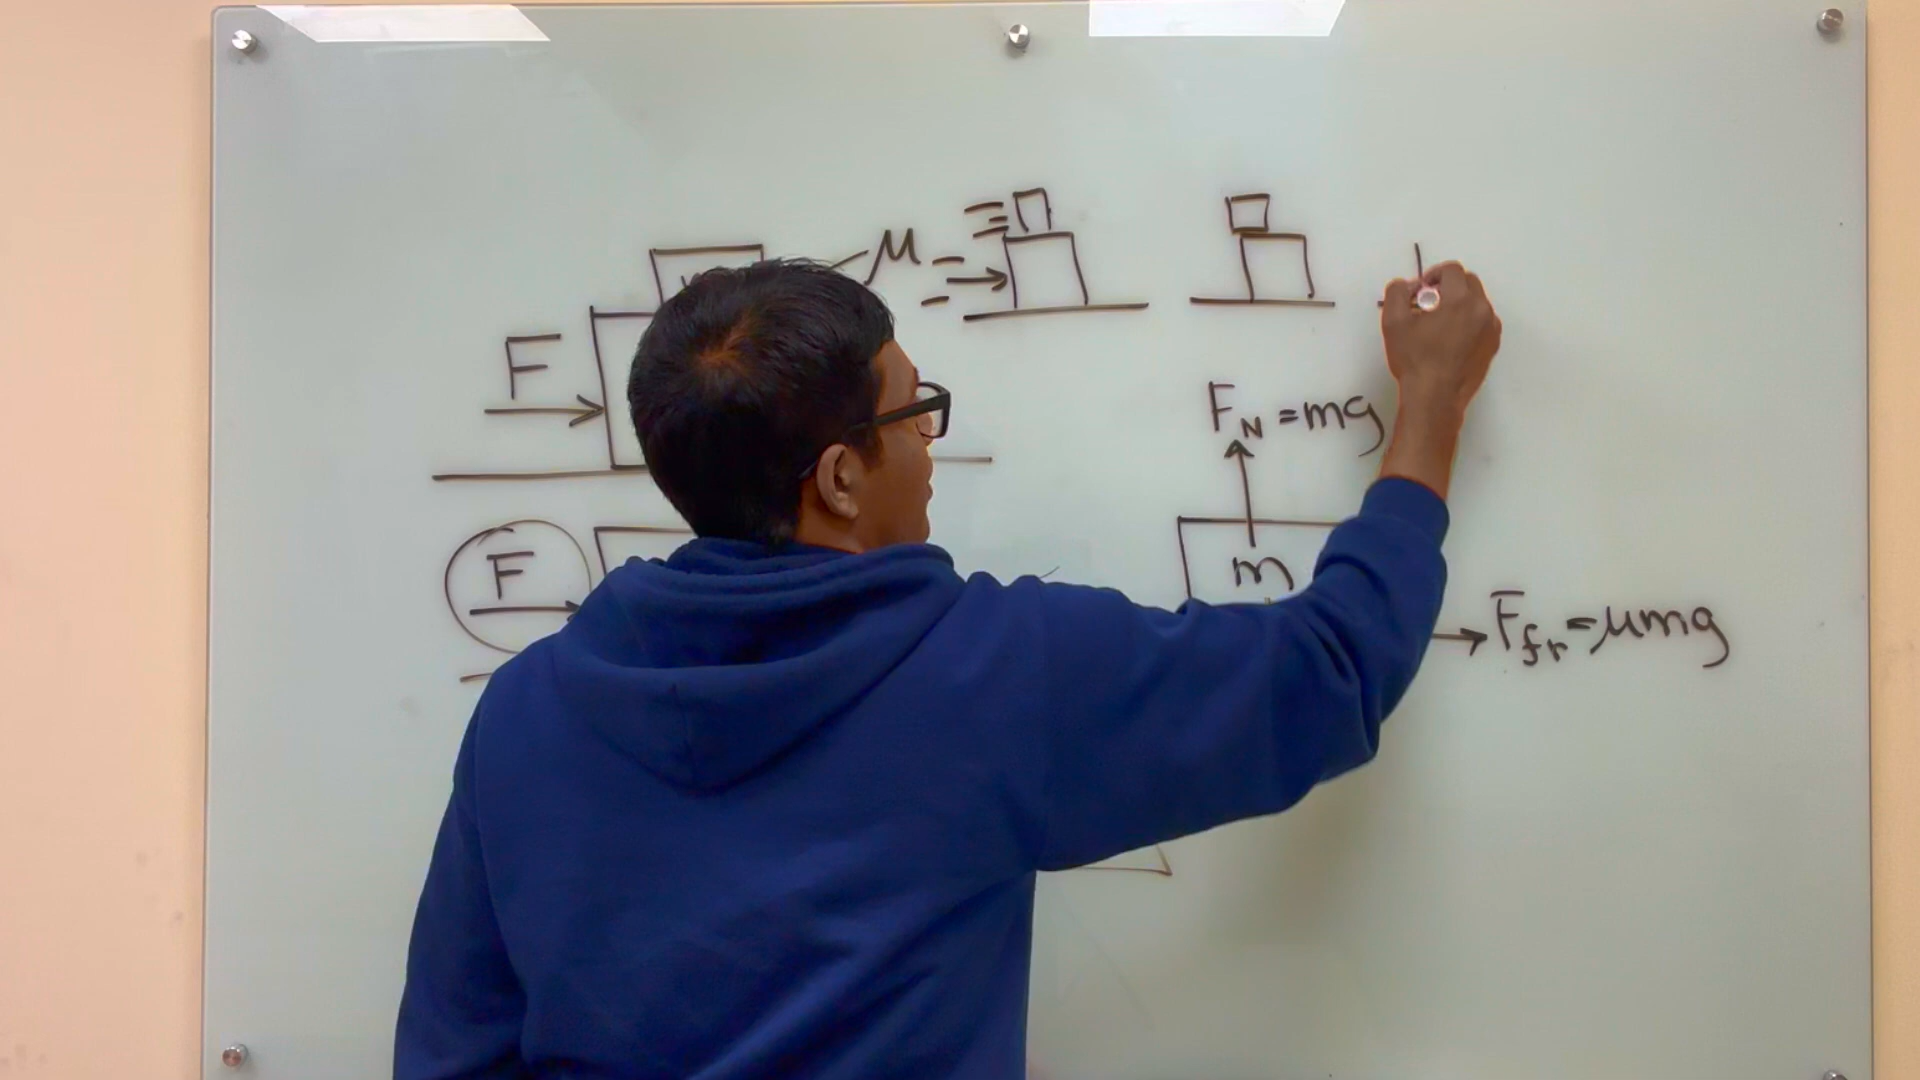 μ
F
F_N = mg
F
m
F_fr = μmg